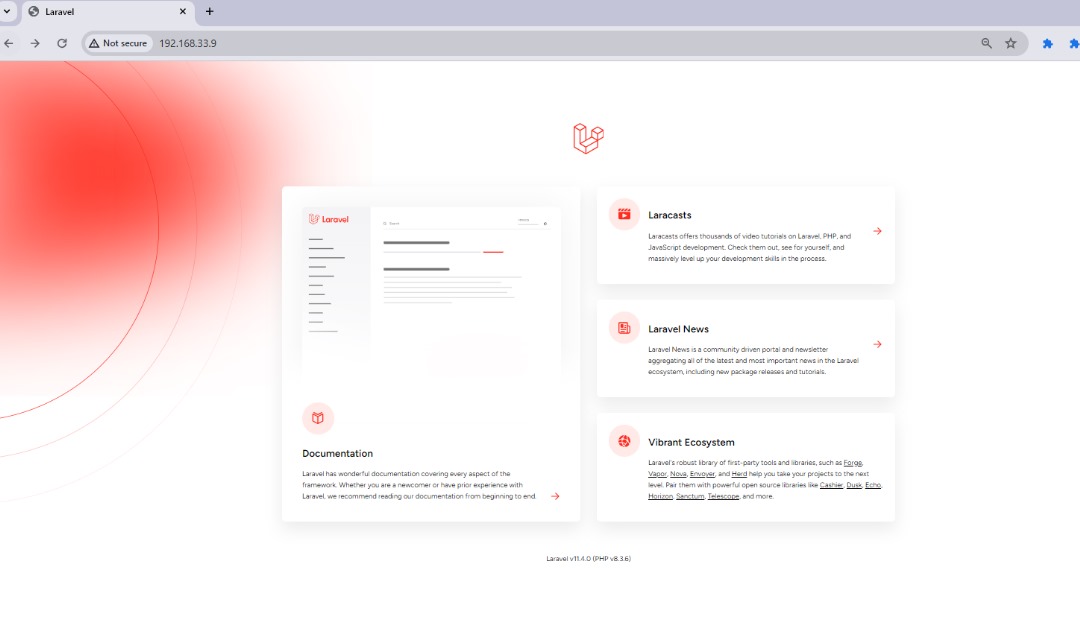 Laravel
Not secure
192.168.33.9
Laravel
Search
Documentation
Laravel has wonderful documentation covering every aspect of the
framework. Whether you are a newcomer or have prior experience with
Laravel, we recommend reading our documentation from beginning to end.
Laracasts
Laracasts offers thousands of video tutorials on Laravel, PHP, and
JavaScript development. Check them out, see for yourself, and
massively level up your development skills in the process.
Laravel News
Laravel News is a community driven portal and newsletter
aggregating all of the latest and most important news in the Laravel
ecosystem, including new package releases and tutorials.
Vibrant Ecosystem
Laravel's robust library of first-party tools and libraries, such as Forge,
Vapor, Nova, Envoyer, and Herd help you take your projects to the next
level. Pair them with powerful open source libraries like Cashier, Dusk, Echo,
Horizon, Sanctum, Telescope, and more.
Laravel v11.4.0 (PHP v8.3.6)